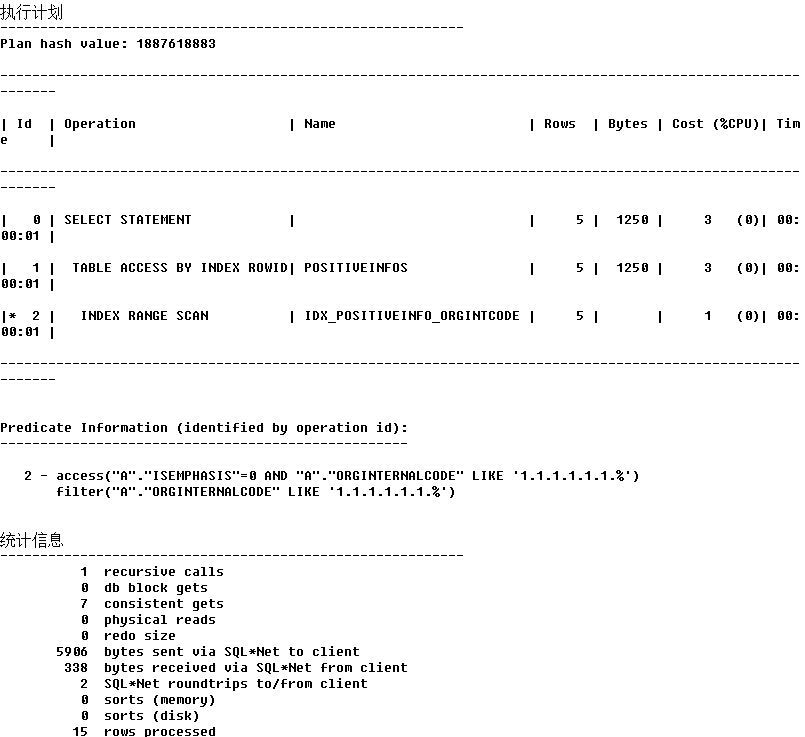 执行计划
----------------------------------------------------------
Plan hash value: 1887618883
----------------------------------------------------------------------------------------------------
-------
| Id  | Operation                   | Name                        | Rows  | Bytes | Cost (%CPU)| Tim
e     |
----------------------------------------------------------------------------------------------------
-------
|   0 | SELECT STATEMENT            |                             |     5 |  1250 |     3   (0)| 00:
00:01 |
|   1 |  TABLE ACCESS BY INDEX ROWID| POSITIVEINFOS               |     5 |  1250 |     3   (0)| 00:
00:01 |
|*  2 |   INDEX RANGE SCAN          | IDX_POSITIVEINFO_ORGINTCODE |     5 |       |     1   (0)| 00:
00:01 |
----------------------------------------------------------------------------------------------------
-------
Predicate Information (identified by operation id):
---------------------------------------------------
   2 - access("A"."ISEMPHASIS"=0 AND "A"."ORGINTERNALCODE" LIKE '1.1.1.1.1.1.%')
       filter("A"."ORGINTERNALCODE" LIKE '1.1.1.1.1.1.%')
统计信息
----------------------------------------------------------
          1  recursive calls
          0  db block gets
          7  consistent gets
          0  physical reads
          0  redo size
       5906  bytes sent via SQL*Net to client
        338  bytes received via SQL*Net from client
          2  SQL*Net roundtrips to/from client
          0  sorts (memory)
          0  sorts (disk)
         15  rows processed